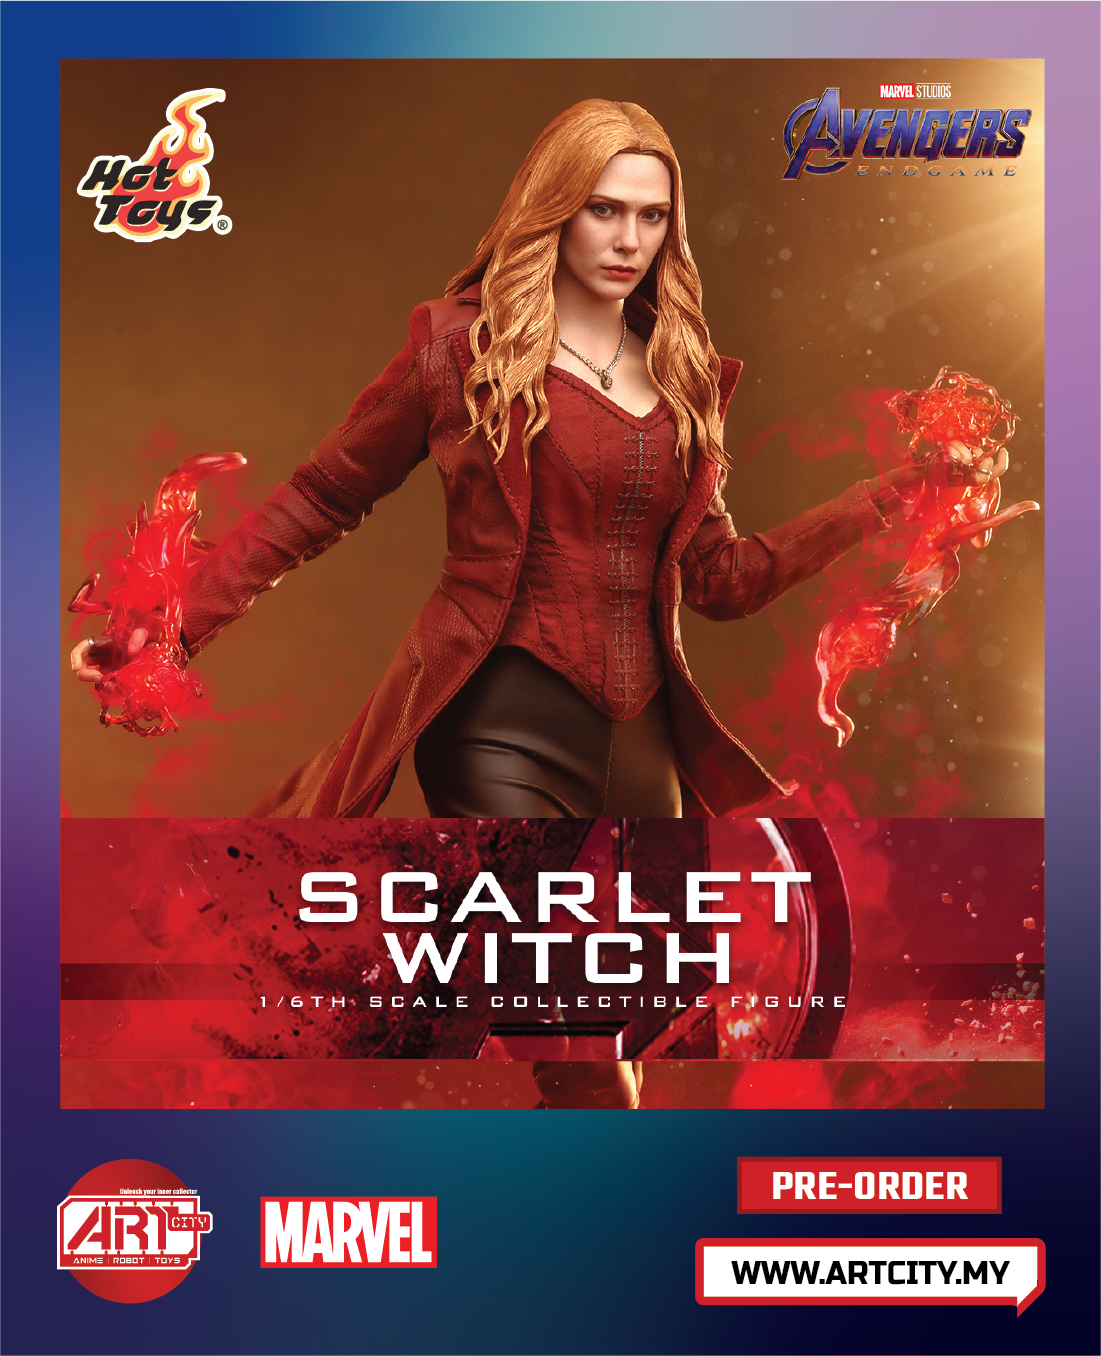 Hot
Toys®
MARVEL STUDIOS
AVENGERS
ENDGAME
SCARLET
WITCH
1/6TH SCALE COLLECTIBLE FIGURE
Unleash your inner collector
ART CITY
ANIME | ROBOT | TOYS
MARVEL
PRE-ORDER
WWW.ARTCITY.MY